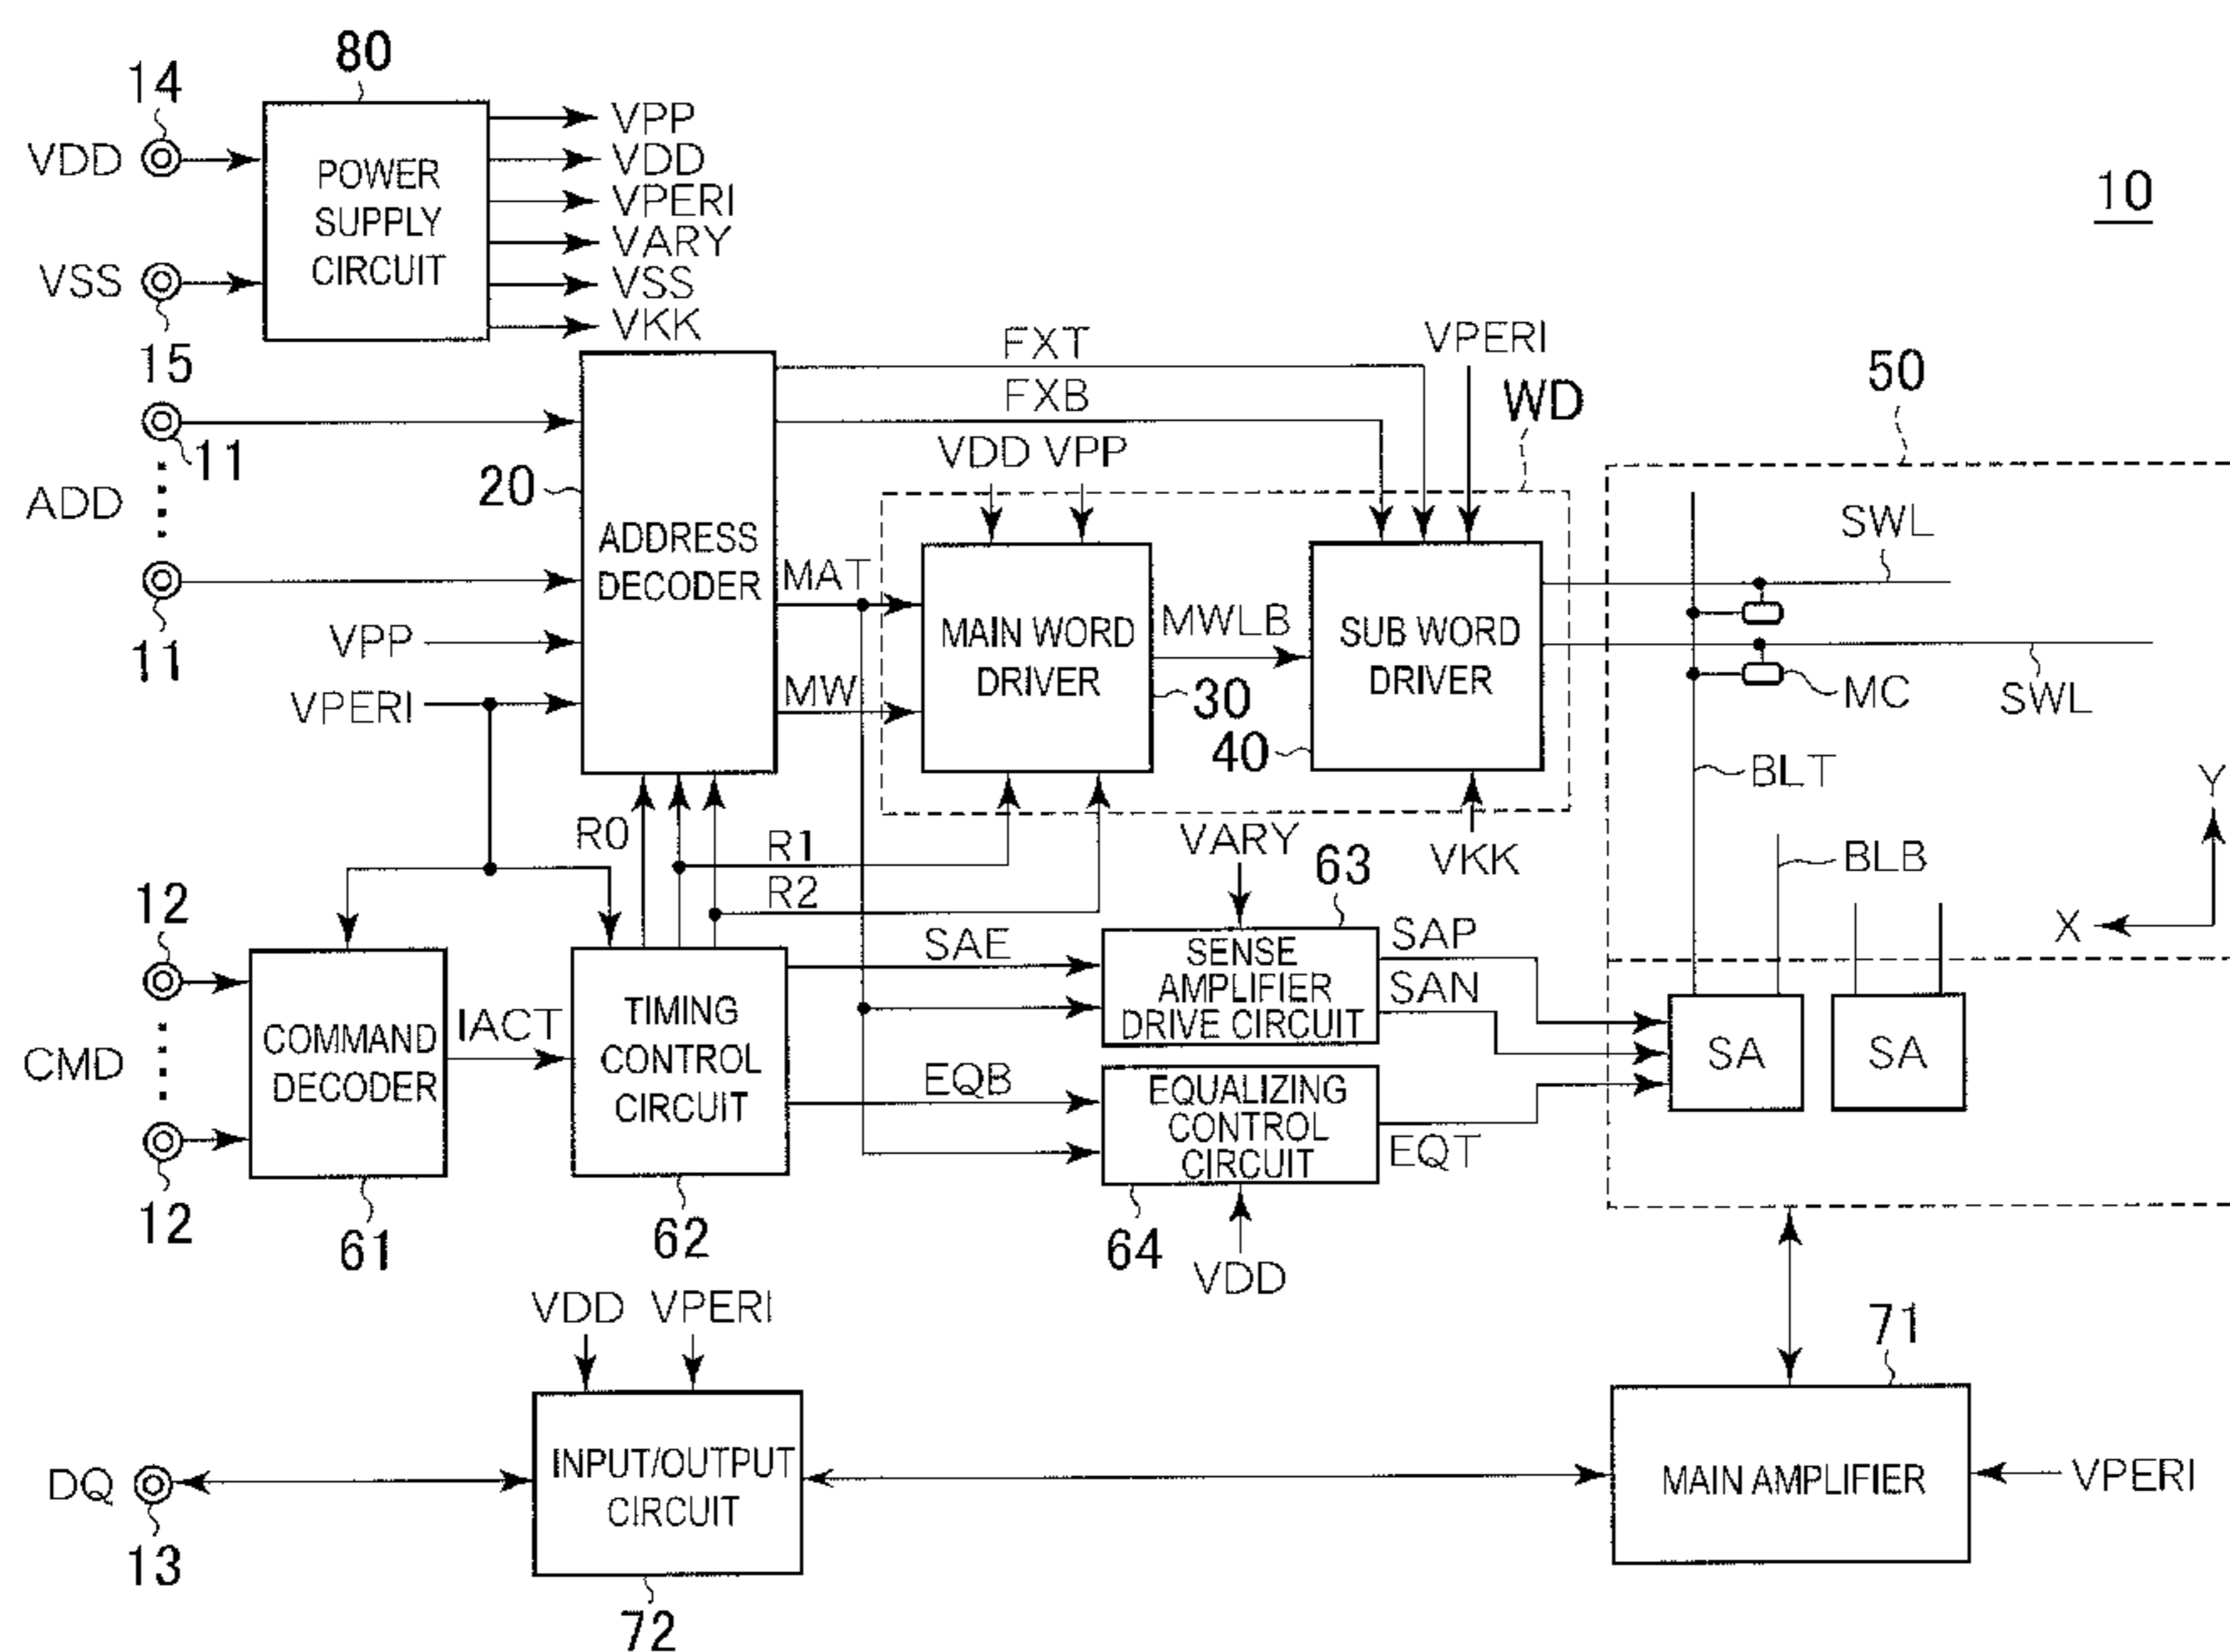 80
14
VPP
VDD
VDD
POWER
SUPPLY
CIRCUIT
VPERI
VARY
VSS
VSS
VKK
15
10
FXT
VPERI
50
11
FXB
WD
VDD VPP
ADD
20
SWL
ADDRESS
DECODER
MAT
11
MAIN WORD
DRIVER
MWLB
SUB WORD
DRIVER
VPP
VPERI
MW
30
MC
SWL
40
BLT
Y
R0
R1
VARY
VKK
63
BLB
12
R2
X
SAE
SENSE
AMPLIFIER
DRIVE CIRCUIT
SAP
SAN
CMD
COMMAND
DECODER
IACT
TIMING
CONTROL
CIRCUIT
SA
SA
EQB
EQUALIZING
CONTROL
CIRCUIT
EQT
12
61
62
64
VDD
VDD
VPERI
71
DQ
INPUT/OUTPUT
CIRCUIT
MAIN AMPLIFIER
VPERI
13
72